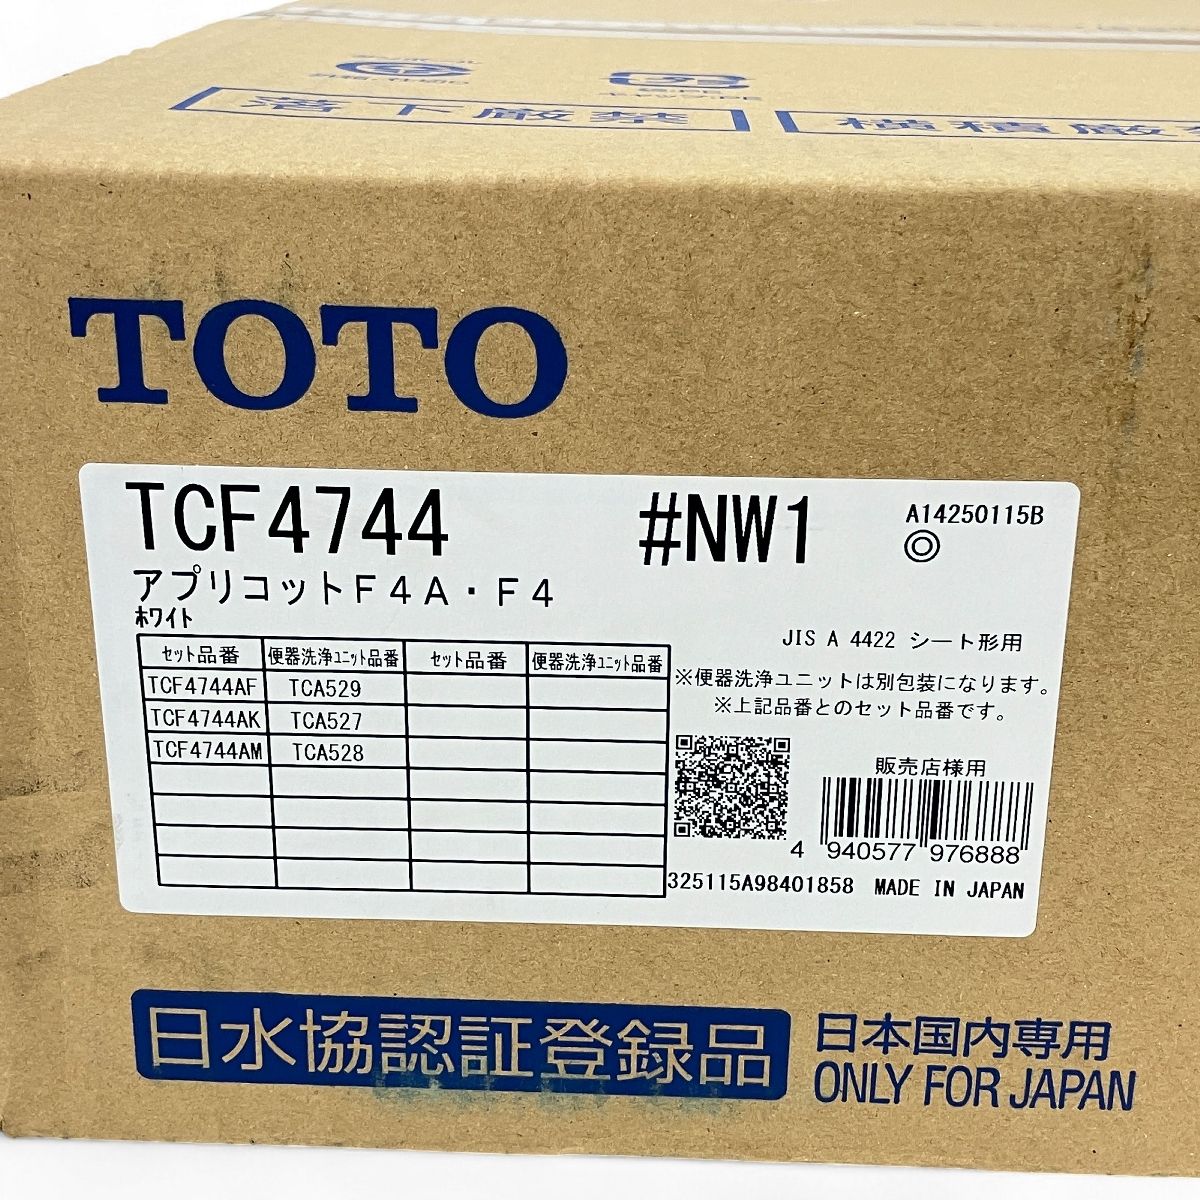 落下厳禁
横積厳禁
TOTO
TCF4744 #NW1 A14250115B
アプリコットF4A・F4
ホワイト
JIS A 4422 シート形用
セット品番 便器洗浄ユニット品番 セット品番 便器洗浄ユニット品番
TCF4744AF TCA529
TCF4744AK TCA527
TCF4744AM TCA528
※便器洗浄ユニットは別包装になります。
※上記品番とのセット品番です。
販売店様用
4 940577 976888
325115A98401858 MADE IN JAPAN
日水協認証登録品
日本国内専用
ONLY FOR JAPAN